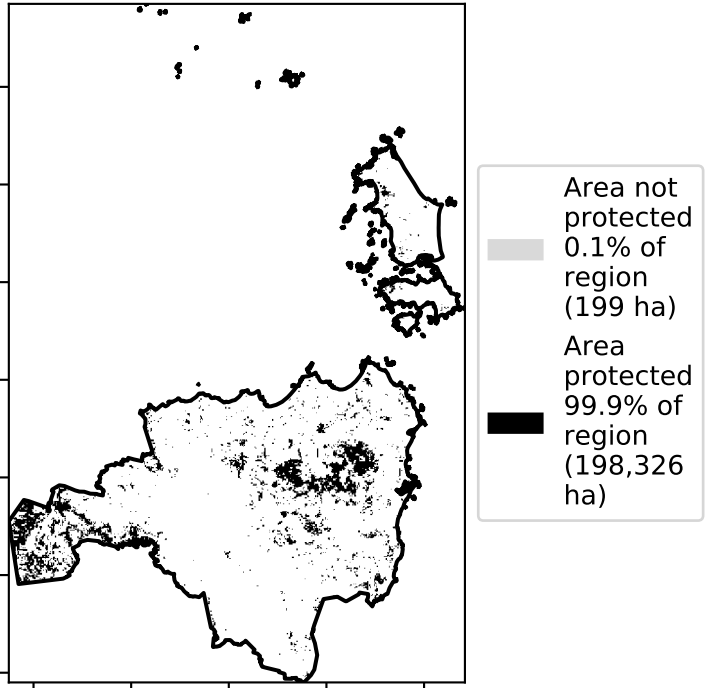 Area not
protected
0.1% of
region
(199 ha)
Area
protected
99.9% of
region
(198,326
ha)